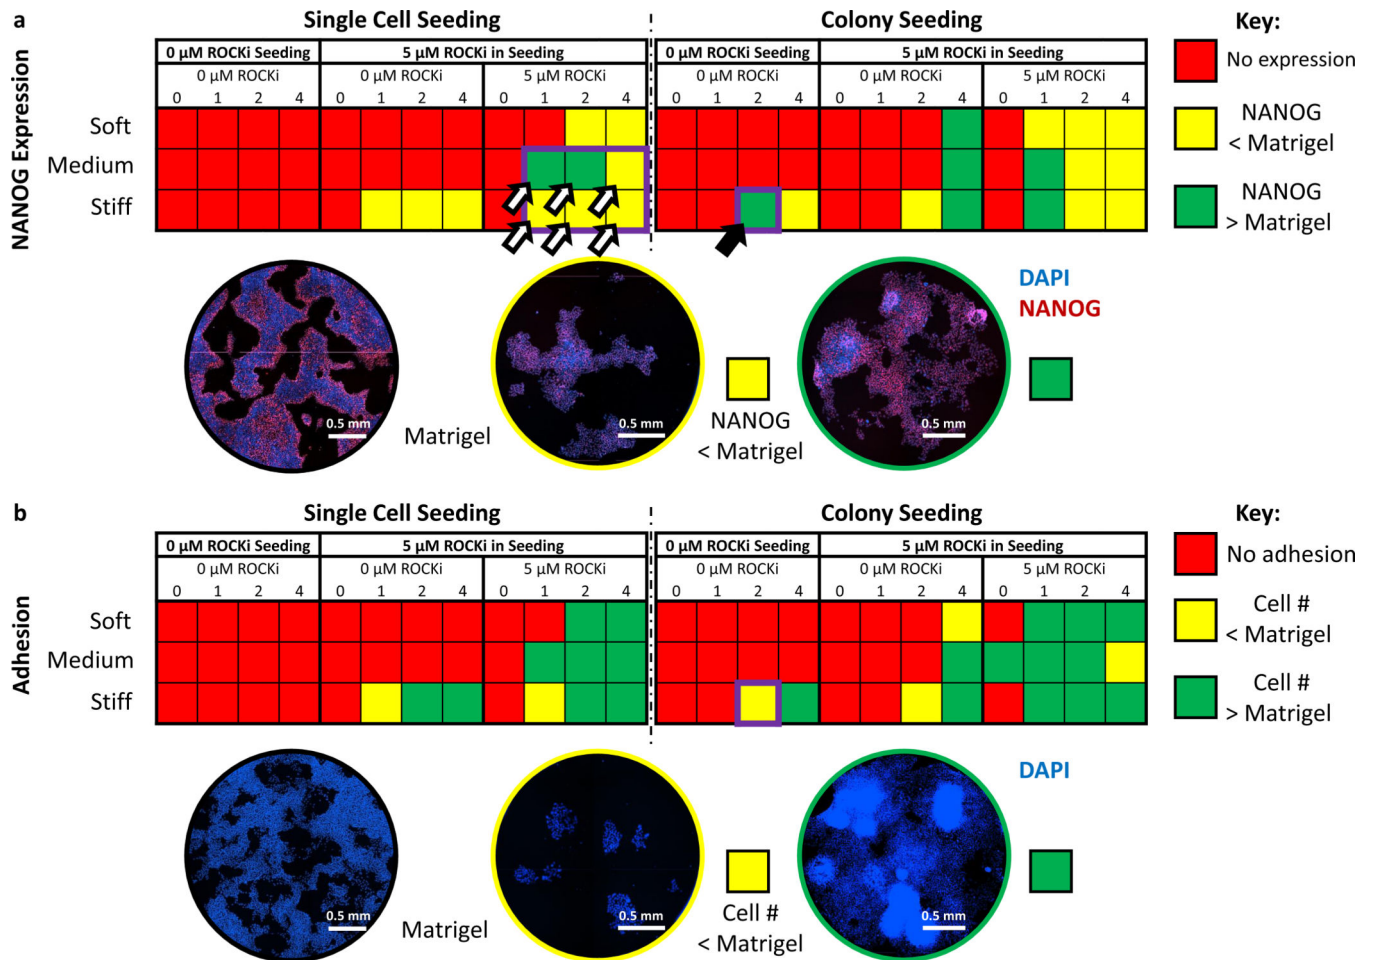 a
Single Cell Seeding
Colony Seeding
Key:
NANOG Expression
0 µM ROCKi Seeding
5 µM ROCKi in Seeding
0 µM ROCKi Seeding
5 µM ROCKi in Seeding
0 µM ROCKi
0 µM ROCKi
5 µM ROCKi
0 µM ROCKi
0 µM ROCKi
5 µM ROCKi
0 1 2 4 0 1 2 4 0 1 2 4 0 1 2 4 0 1 2 4 0 1 2 4
Soft
Medium
Stiff
No expression
NANOG
< Matrigel
NANOG
> Matrigel
DAPI
NANOG
0.5 mm
Matrigel
0.5 mm
NANOG
< Matrigel
0.5 mm
b
Single Cell Seeding
Colony Seeding
Key:
Adhesion
0 µM ROCKi Seeding
5 µM ROCKi in Seeding
0 µM ROCKi Seeding
5 µM ROCKi in Seeding
0 µM ROCKi
0 µM ROCKi
5 µM ROCKi
0 µM ROCKi
0 µM ROCKi
5 µM ROCKi
0 1 2 4 0 1 2 4 0 1 2 4 0 1 2 4 0 1 2 4 0 1 2 4
Soft
Medium
Stiff
No adhesion
Cell #
< Matrigel
Cell #
> Matrigel
DAPI
0.5 mm
Matrigel
0.5 mm
Cell #
< Matrigel
0.5 mm